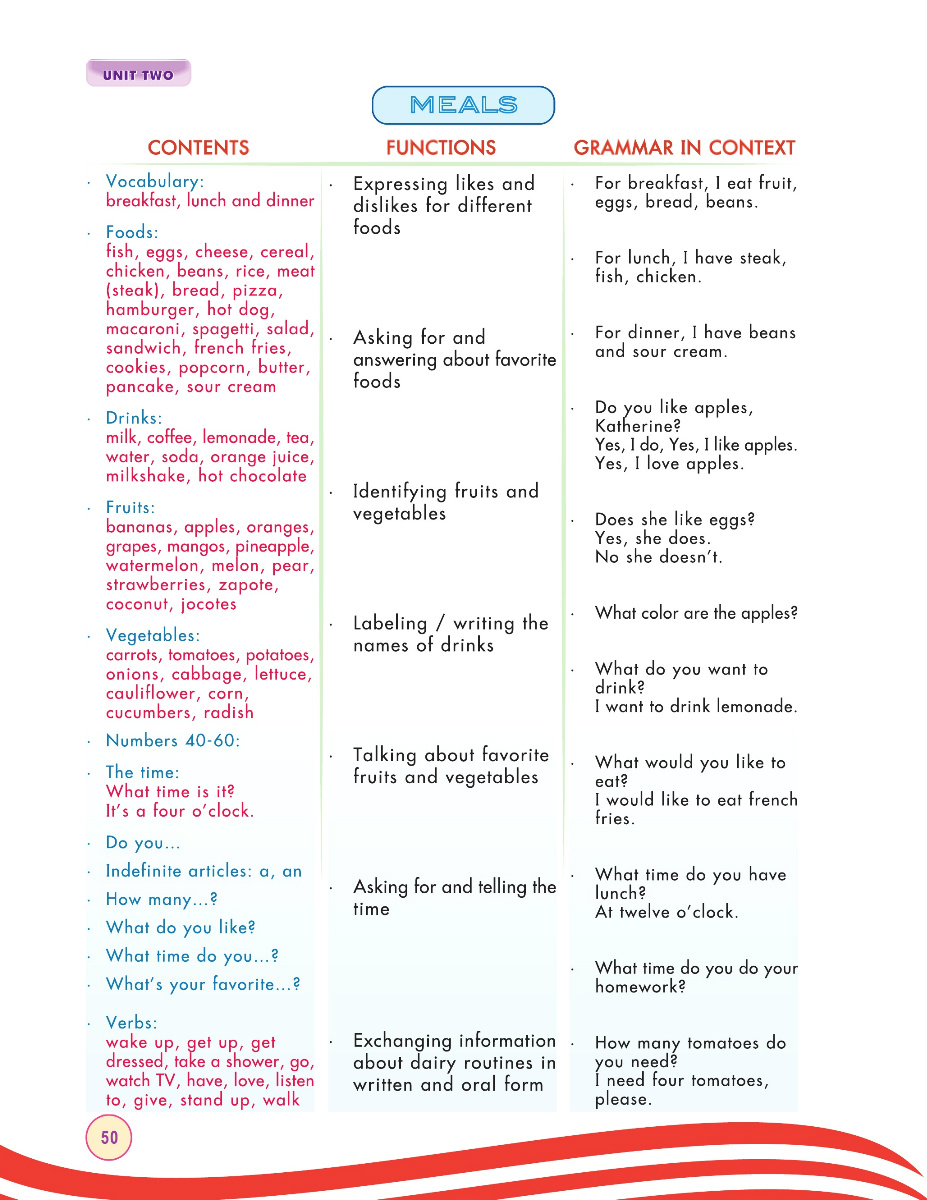 UNIT TWO
MEALS
CONTENTS
· Vocabulary:
breakfast, lunch and dinner
· Foods:
fish, eggs, cheese, cereal,
chicken, beans, rice, meat
(steak), bread, pizza,
hamburger, hot dog,
macaroni, spagetti, salad,
sandwich, french fries,
cookies, popcorn, butter,
pancake, sour cream
· Drinks:
milk, coffee, lemonade, tea,
water, soda, orange juice,
milkshake, hot chocolate
· Fruits:
bananas, apples, oranges,
grapes, mangos, pineapple,
watermelon, melon, pear,
strawberries, zapote,
coconut, jocotes
· Vegetables:
carrots, tomatoes, potatoes,
onions, cabbage, lettuce,
cauliflower, corn,
cucumbers, radish
· Numbers 40-60:
· The time:
What time is it?
It's a four o'clock.
· Do you...
· Indefinite articles: a, an
· How many...?
· What do you like?
· What time do you...?
· What's your favorite...?
· Verbs:
wake up, get up, get
dressed, take a shower, go,
watch TV, have, love, listen
to, give, stand up, walk
FUNCTIONS
· Expressing likes and
dislikes for different
foods
· Asking for and
answering about favorite
foods
· Identifying fruits and
vegetables
· Labeling / writing the
names of drinks
· Talking about favorite
fruits and vegetables
· Asking for and telling the
time
· Exchanging information
about dairy routines in
written and oral form
GRAMMAR IN CONTEXT
· For breakfast, I eat fruit,
eggs, bread, beans.
· For lunch, I have steak,
fish, chicken.
· For dinner, I have beans
and sour cream.
· Do you like apples,
Katherine?
Yes, I do, Yes, I like apples.
Yes, I love apples.
· Does she like eggs?
Yes, she does.
No she doesn't.
· What color are the apples?
· What do you want to
drink?
I want to drink lemonade.
· What would you like to
eat?
I would like to eat french
fries.
· What time do you have
lunch?
At twelve o'clock.
· What time do you do your
homework?
· How many tomatoes do
you need?
I need four tomatoes,
please.
50